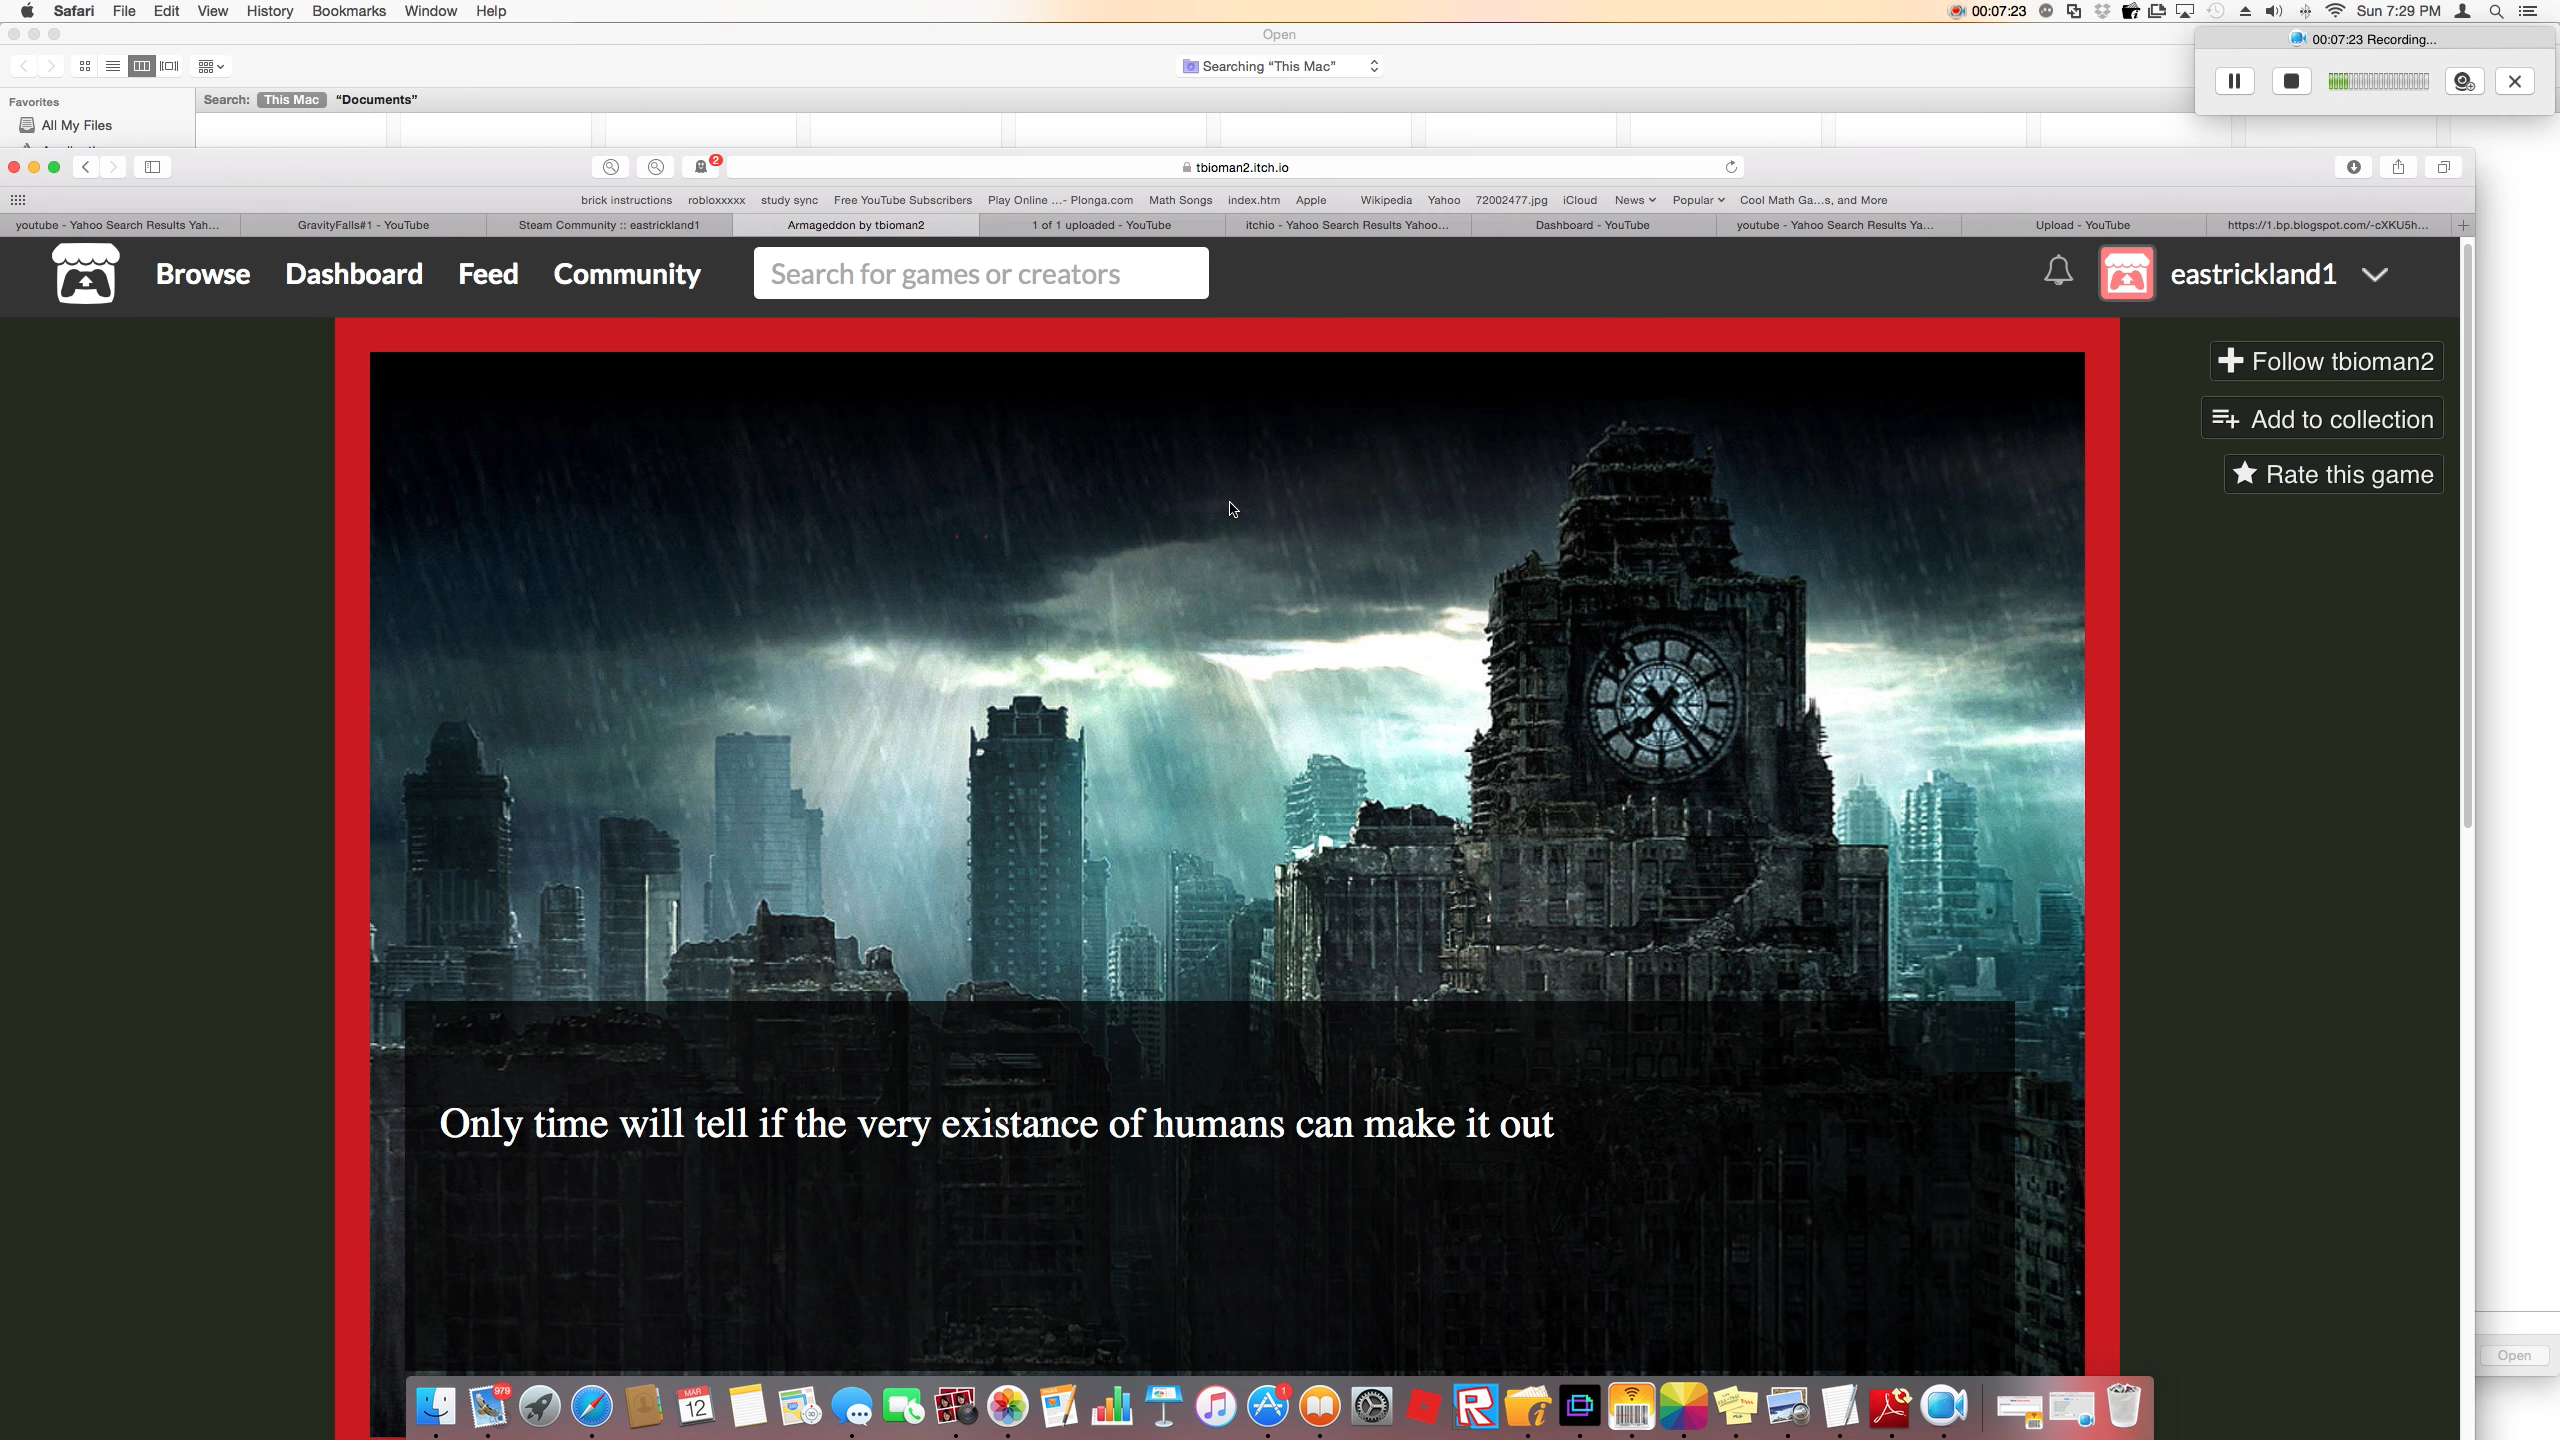 Safari File Edit View History Bookmarks Window Help
00:07:23
Sun 7:29 PM
Open
00:07:23 Recording...
Searching “This Mac”
Favorites
Search: This Mac “Documents”
All My Files
2
tbioman2.itch.io
brick instructions robloxxxxx study sync Free YouTube Subscribers Play Online ...- Plonga.com Math Songs index.htm Apple Wikipedia Yahoo 72002477.jpg iCloud News Popular Cool Math Ga...s, and More
youtube - Yahoo Search Results Yah... GravityFalls#1 - YouTube Steam Community :: eastrickland1 Armageddon by tbioman2 1 of 1 uploaded - YouTube itchio - Yahoo Search Results Yahoo... Dashboard - YouTube youtube - Yahoo Search Results Ya... Upload - YouTube https://1.bp.blogspot.com/-cXKU5h...
Browse Dashboard Feed Community Search for games or creators eastrickland1
Follow tbioman2
Add to collection
Rate this game
Only time will tell if the very existance of humans can make it out
Open
979
MAR
12
1